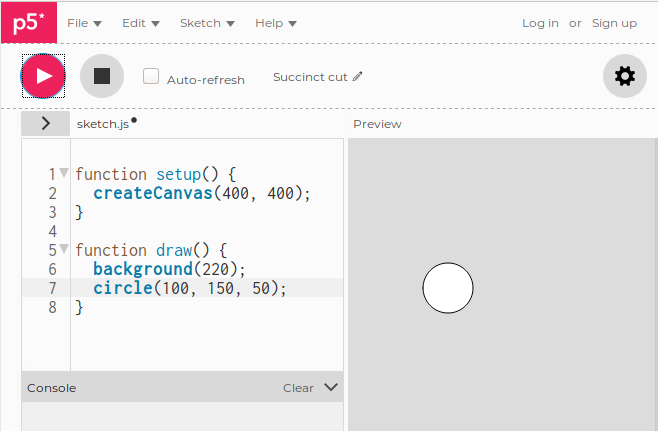 p5* File Edit Sketch Help Log in or Sign up
Auto-refresh Succinct cut
sketch.js Preview
1 function setup() {
2   createCanvas(400, 400);
3 }
4
5 function draw() {
6   background(220);
7   circle(100, 150, 50);
8 }
Console Clear